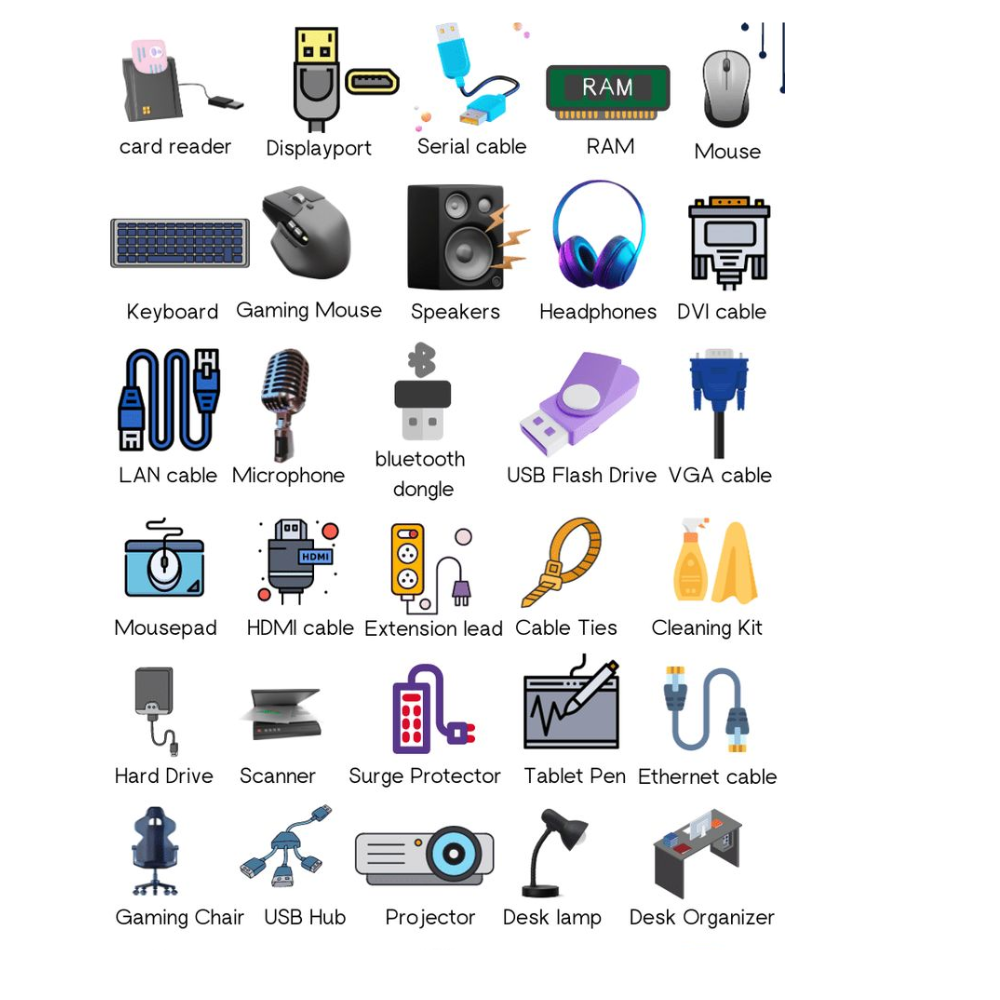 RAM
card reader
Displayport
Serial cable
RAM
Mouse
Keyboard
Gaming Mouse
Speakers
Headphones
DVI cable
LAN cable
Microphone
bluetooth
dongle
USB Flash Drive
VGA cable
HDMI
Mousepad
HDMI cable
Extension lead
Cable Ties
Cleaning Kit
Hard Drive
Scanner
Surge Protector
Tablet Pen
Ethernet cable
Gaming Chair
USB Hub
Projector
Desk lamp
Desk Organizer